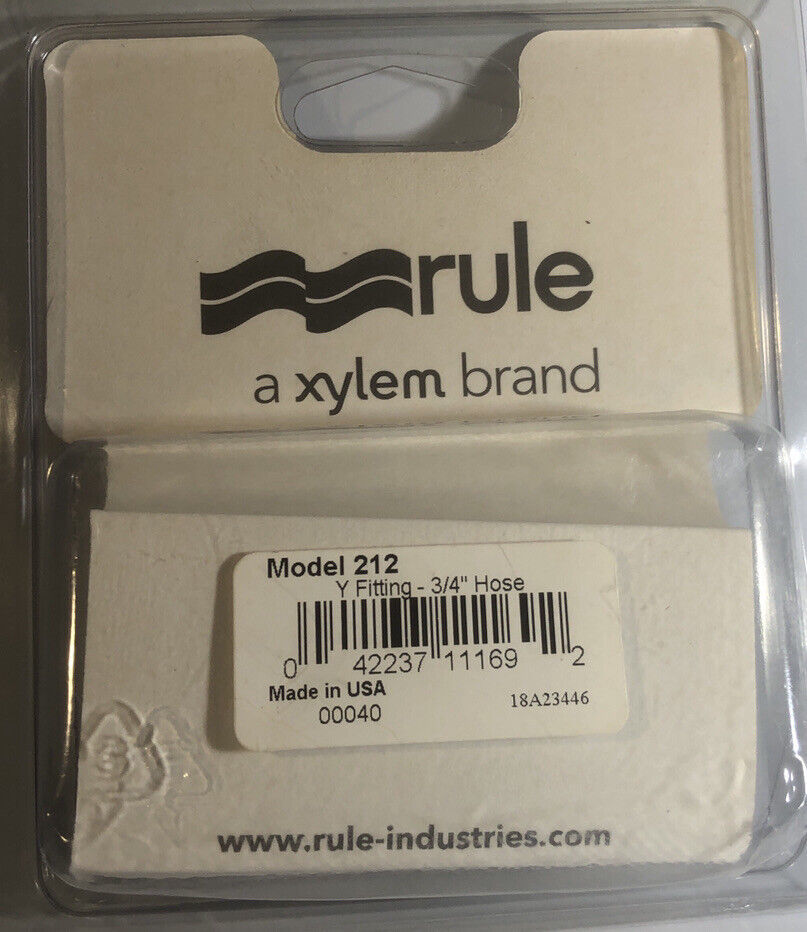 rule
a xylem brand
Model 212
Y Fitting - 3/4" Hose
0 42237 11169 2
Made in USA
00040 18A23446
www.rule-industries.com